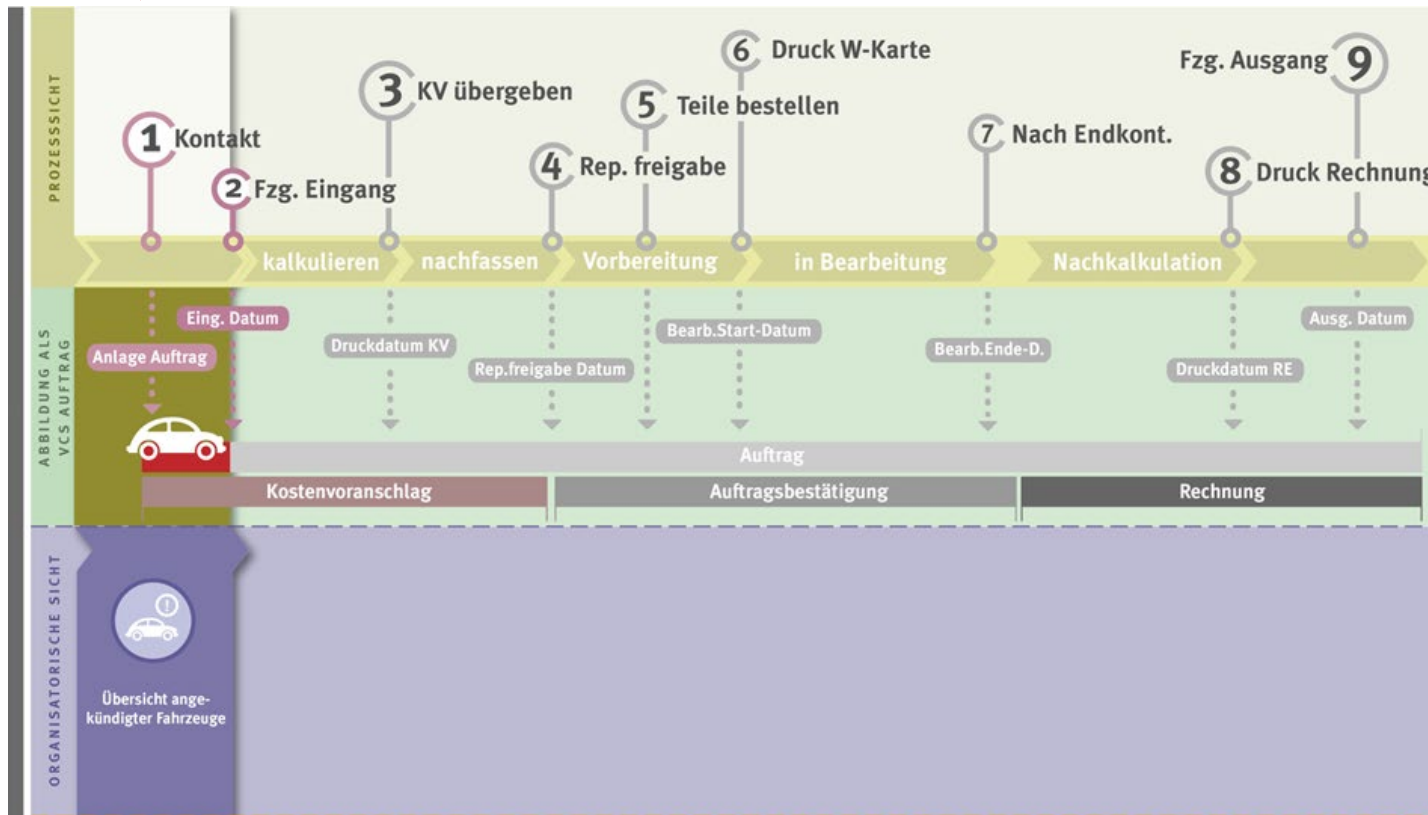 PROZESSSICHT
1 Kontakt
2 Fzg. Eingang
3 KV übergeben
4 Rep. freigabe
5 Teile bestellen
6 Druck W-Karte
7 Nach Endkont.
8 Druck Rechnung
Fzg. Ausgang 9
kalkulieren
nachfassen
Vorbereitung
in Bearbeitung
Nachkalkulation
ABBILDUNG ALS
VCS AUFTRAG
Anlage Auftrag
Eing. Datum
Druckdatum KV
Rep.freigabe Datum
Bearb.Start-Datum
Bearb.Ende-D.
Druckdatum RE
Ausg. Datum
Auftrag
Kostenvoranschlag
Auftragsbestätigung
Rechnung
ORGANISATORISCHE SICHT
!
Übersicht ange-
kündigter Fahrzeuge